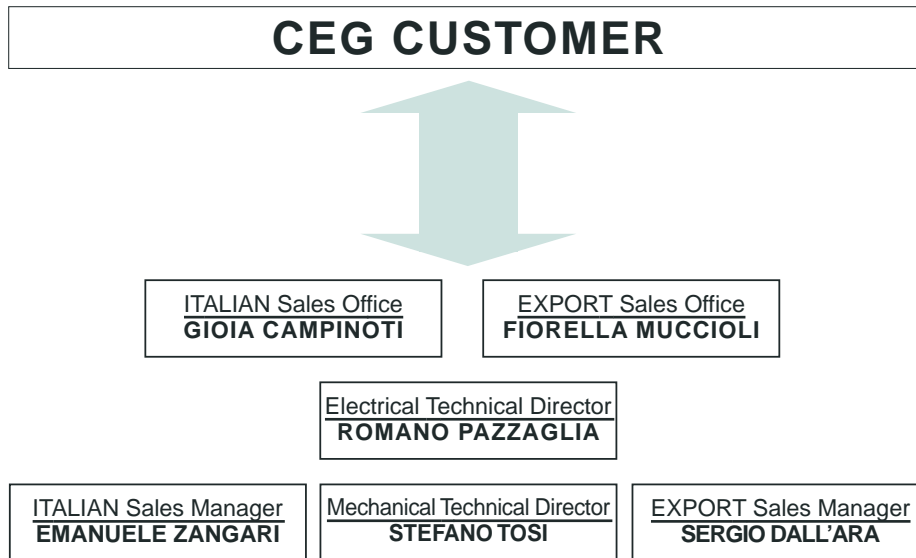 CEG CUSTOMER
ITALIAN Sales Office
GIOIA CAMPINOTI
EXPORT Sales Office
FIORELLA MUCCIOLI
Electrical Technical Director
ROMANO PAZZAGLIA
ITALIAN Sales Manager
EMANUELE ZANGARI
Mechanical Technical Director
STEFANO TOSI
EXPORT Sales Manager
SERGIO DALL'ARA